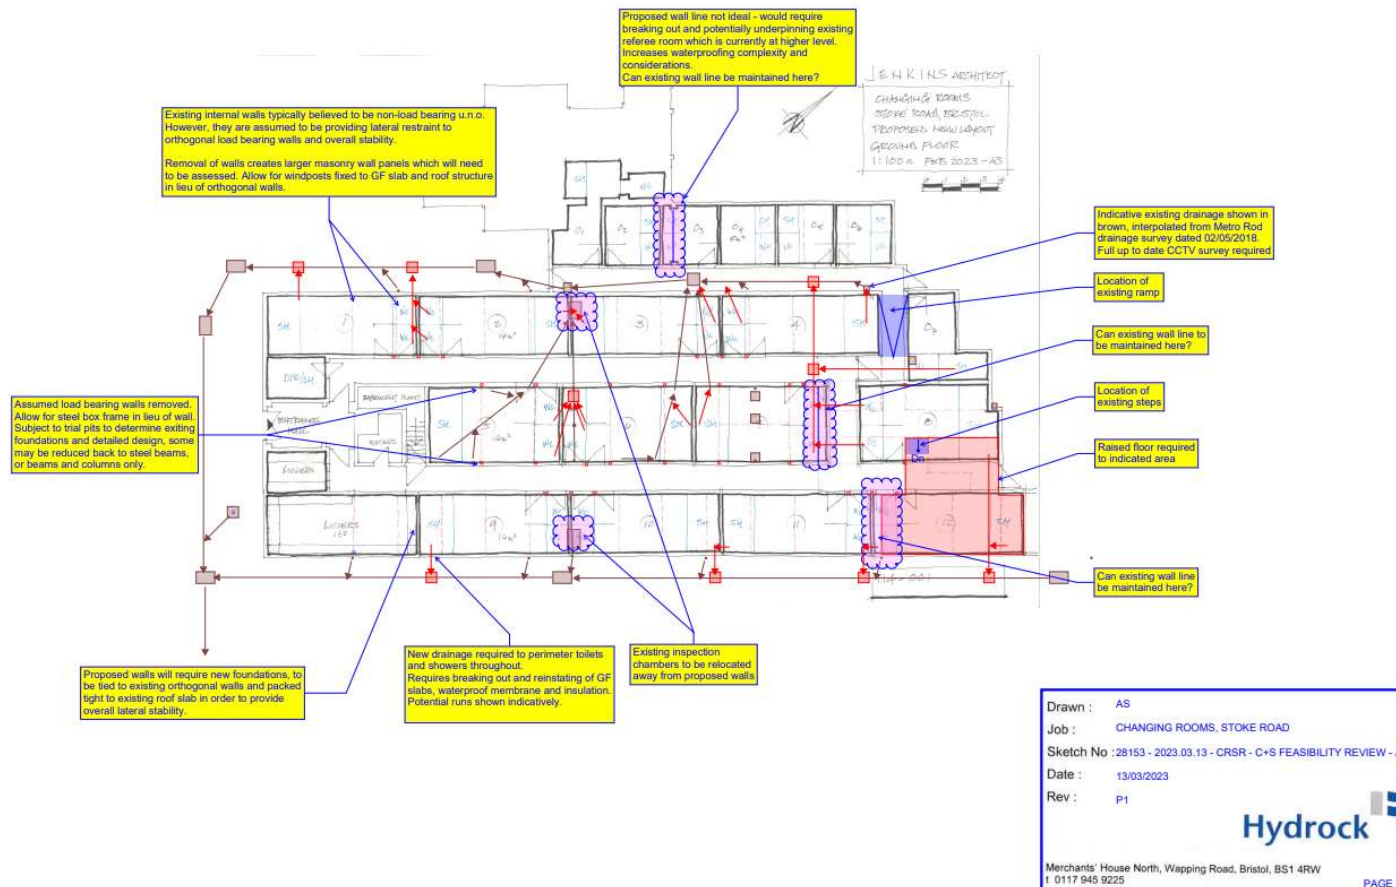 Proposed wall line not ideal - would require
breaking out and potentially underpinning existing
referee room which is currently at higher level.
Increases waterproofing complexity and
considerations.
Can existing wall line be maintained here?
JENKINS ARCHITECT
CHANGING ROOMS
STOKE ROAD, BRISTOL
PROPOSED NEW LAYOUT
GROUND FLOOR
1:100 @ FEB 2023 - A3
Existing internal walls typically believed to be non-load bearing u.n.o.
However, they are assumed to be providing lateral restraint to
orthogonal load bearing walls and overall stability.
Removal of walls creates larger masonry wall panels which will need
to be assessed. Allow for windposts fixed to GF slab and roof structure
in lieu of orthogonal walls.
Indicative existing drainage shown in
brown, interpolated from Metro Rod
drainage survey dated 02/05/2018.
Full up to date CCTV survey required
Location of
existing ramp
Can existing wall line to
be maintained here?
Location of
existing steps
Raised floor required
to indicated area
Can existing wall line
be maintained here?
Assumed load bearing walls removed.
Allow for steel box frame in lieu of wall.
Subject to trial pits to determine exiting
foundations and detailed design, some
may be reduced back to steel beams,
or beams and columns only.
1
2
3
4
ENTRANCE
LOCKERS
Dn
LOCKERS
9
10
11
12
Proposed walls will require new foundations, to
be tied to existing orthogonal walls and packed
tight to existing roof slab in order to provide
overall lateral stability.
New drainage required to perimeter toilets
and showers throughout.
Requires breaking out and reinstating of GF
slabs, waterproof membrane and insulation.
Potential runs shown indicatively.
Existing inspection
chambers to be relocated
away from proposed walls
Drawn : AS
Job : CHANGING ROOMS, STOKE ROAD
Sketch No : 28153 - 2023.03.13 - CRSR - C+S FEASIBILITY REVIEW -
Date : 13/03/2023
Rev : P1
Hydrock
Merchants' House North, Wapping Road, Bristol, BS1 4RW
t 0117 945 9225
PAGE